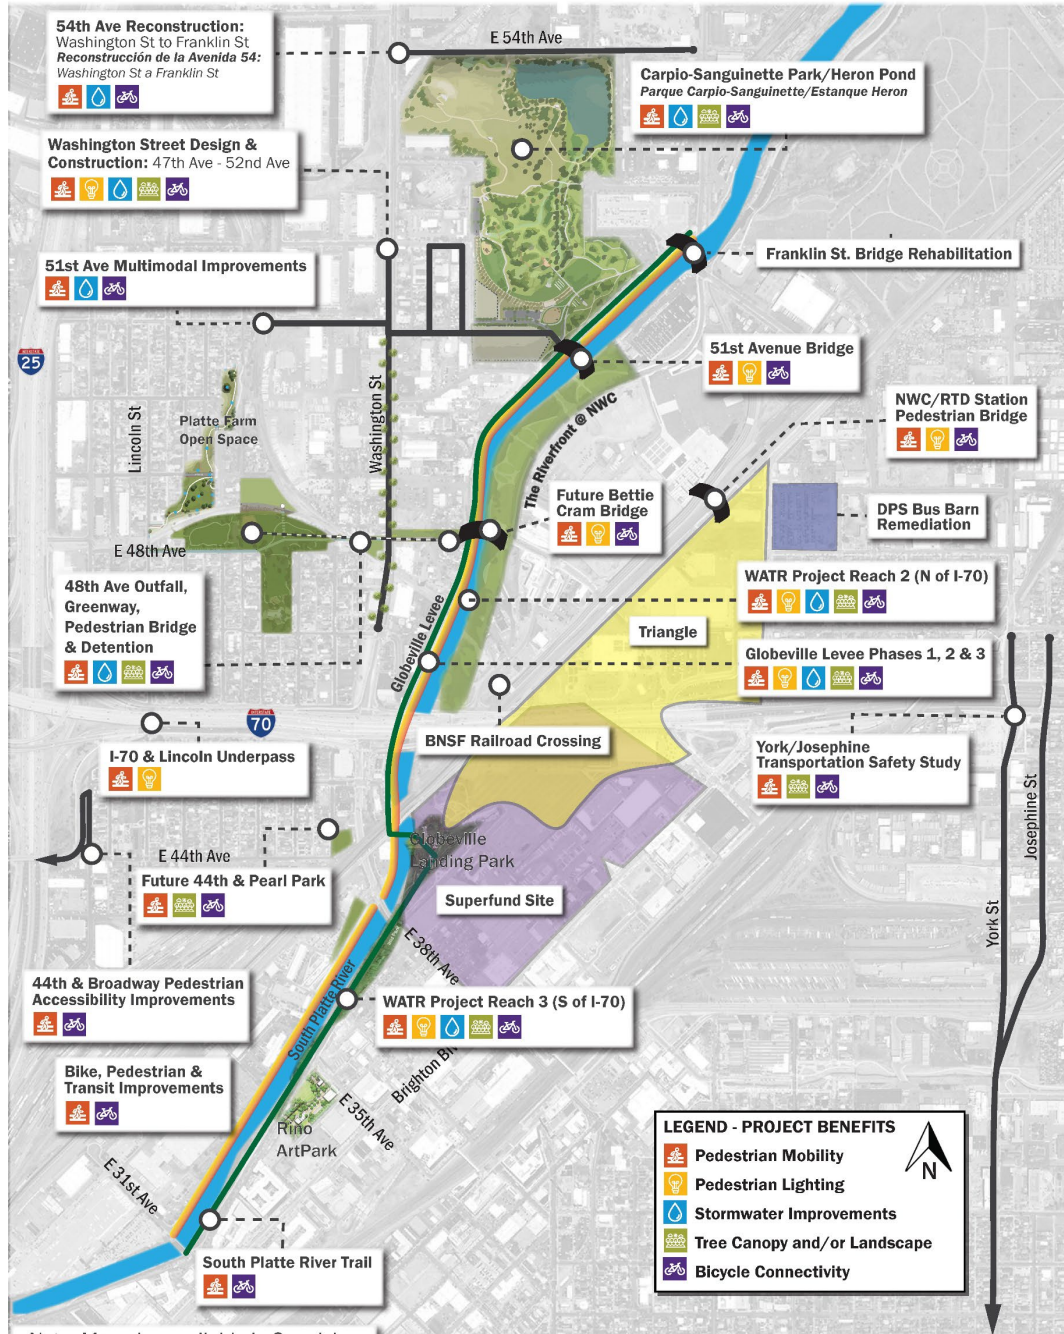 54th Ave Reconstruction:
Washington St to Franklin St
Reconstrucción de la Avenida 54:
Washington St a Franklin St
E 54th Ave
Carpio-Sanguinette Park/Heron Pond
Parque Carpio-Sanguinette/Estanque Heron
Washington Street Design &
Construction: 47th Ave - 52nd Ave
Franklin St. Bridge Rehabilitation
51st Ave Multimodal Improvements
INTERSTATE
25
51st Avenue Bridge
Lincoln St
Platte Farm
Open Space
Washington St
The Riverfront @ NWC
NWC/RTD Station
Pedestrian Bridge
Future Bettie
Cram Bridge
DPS Bus Barn
Remediation
E 48th Ave
48th Ave Outfall,
Greenway,
Pedestrian Bridge
& Detention
Globeville Levee
WATR Project Reach 2 (N of I-70)
Triangle
Globeville Levee Phases 1, 2 & 3
INTERSTATE
70
I-70 & Lincoln Underpass
BNSF Railroad Crossing
York/Josephine
Transportation Safety Study
Josephine St
York St
E 44th Ave
Future 44th & Pearl Park
Globeville
Landing Park
Superfund Site
E 38th Ave
44th & Broadway Pedestrian
Accessibility Improvements
South Platte River
WATR Project Reach 3 (S of I-70)
Bike, Pedestrian &
Transit Improvements
Brighton
E 35th Ave
Rino
ArtPark
E 31st Ave
South Platte River Trail
LEGEND - PROJECT BENEFITS
Pedestrian Mobility
Pedestrian Lighting
Stormwater Improvements
Tree Canopy and/or Landscape
Bicycle Connectivity
N